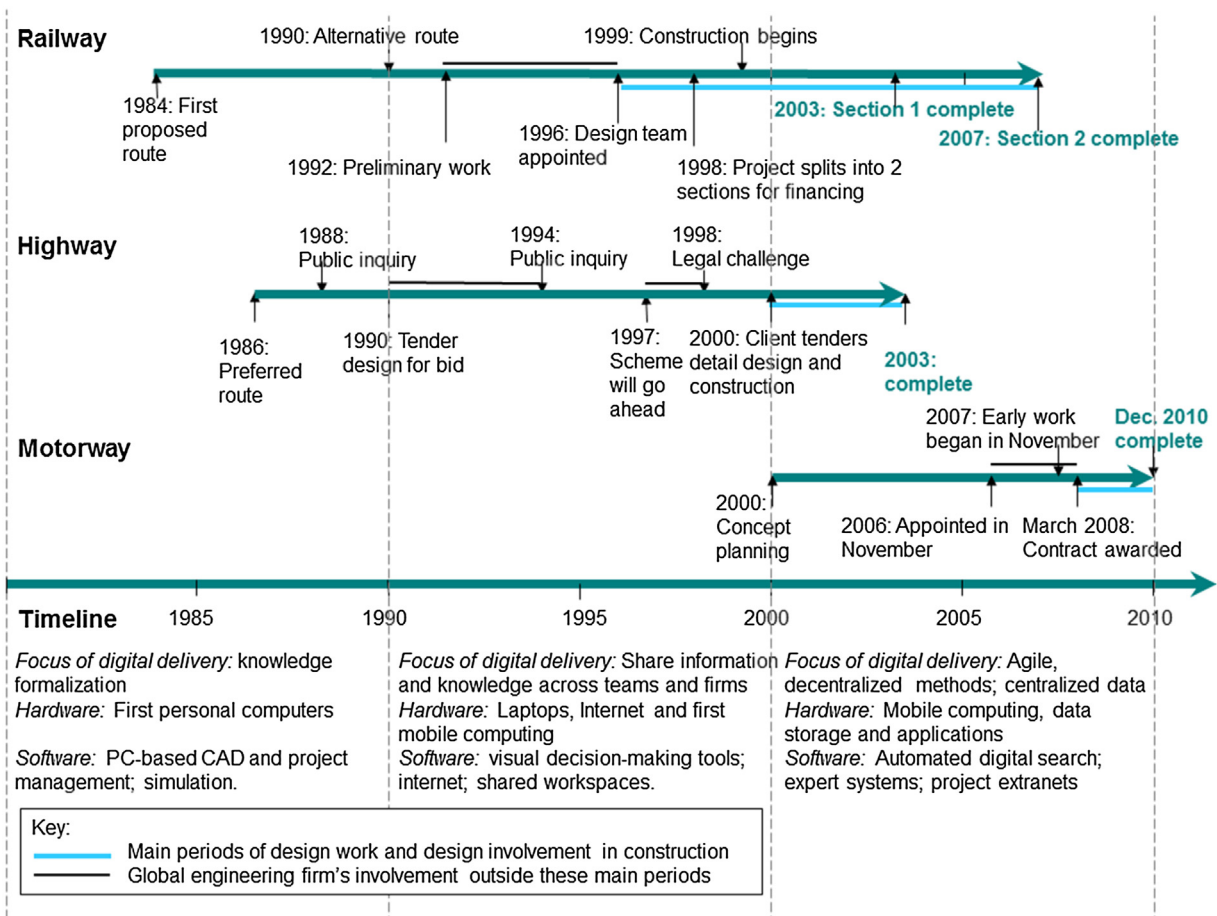 Railway
1990: Alternative route
1999: Construction begins
1984: First
proposed
route
1992: Preliminary work
1996: Design team
appointed
1998: Project splits into 2
sections for financing
2003: Section 1 complete
2007: Section 2 complete
Highway
1988:
Public inquiry
1994:
Public inquiry
1998:
Legal challenge
1986:
Preferred
route
1990: Tender
design for bid
1997:
Scheme
will go
ahead
2000: Client tenders
detail design and
construction
2003:
complete
Motorway
2007: Early work
began in November
Dec. 2010
complete
2000:
Concept
planning
2006: Appointed in
November
March 2008:
Contract awarded
Timeline
1985
1990
1995
2000
2005
2010
Focus of digital delivery: knowledge
formalization
Hardware: First personal computers
Software: PC-based CAD and project
management; simulation.
Focus of digital delivery: Share information
and knowledge across teams and firms
Hardware: Laptops, Internet and first
mobile computing
Software: visual decision-making tools;
internet; shared workspaces.
Focus of digital delivery: Agile,
decentralized methods; centralized data
Hardware: Mobile computing, data
storage and applications
Software: Automated digital search;
expert systems; project extranets
Key:
Main periods of design work and design involvement in construction
Global engineering firm's involvement outside these main periods